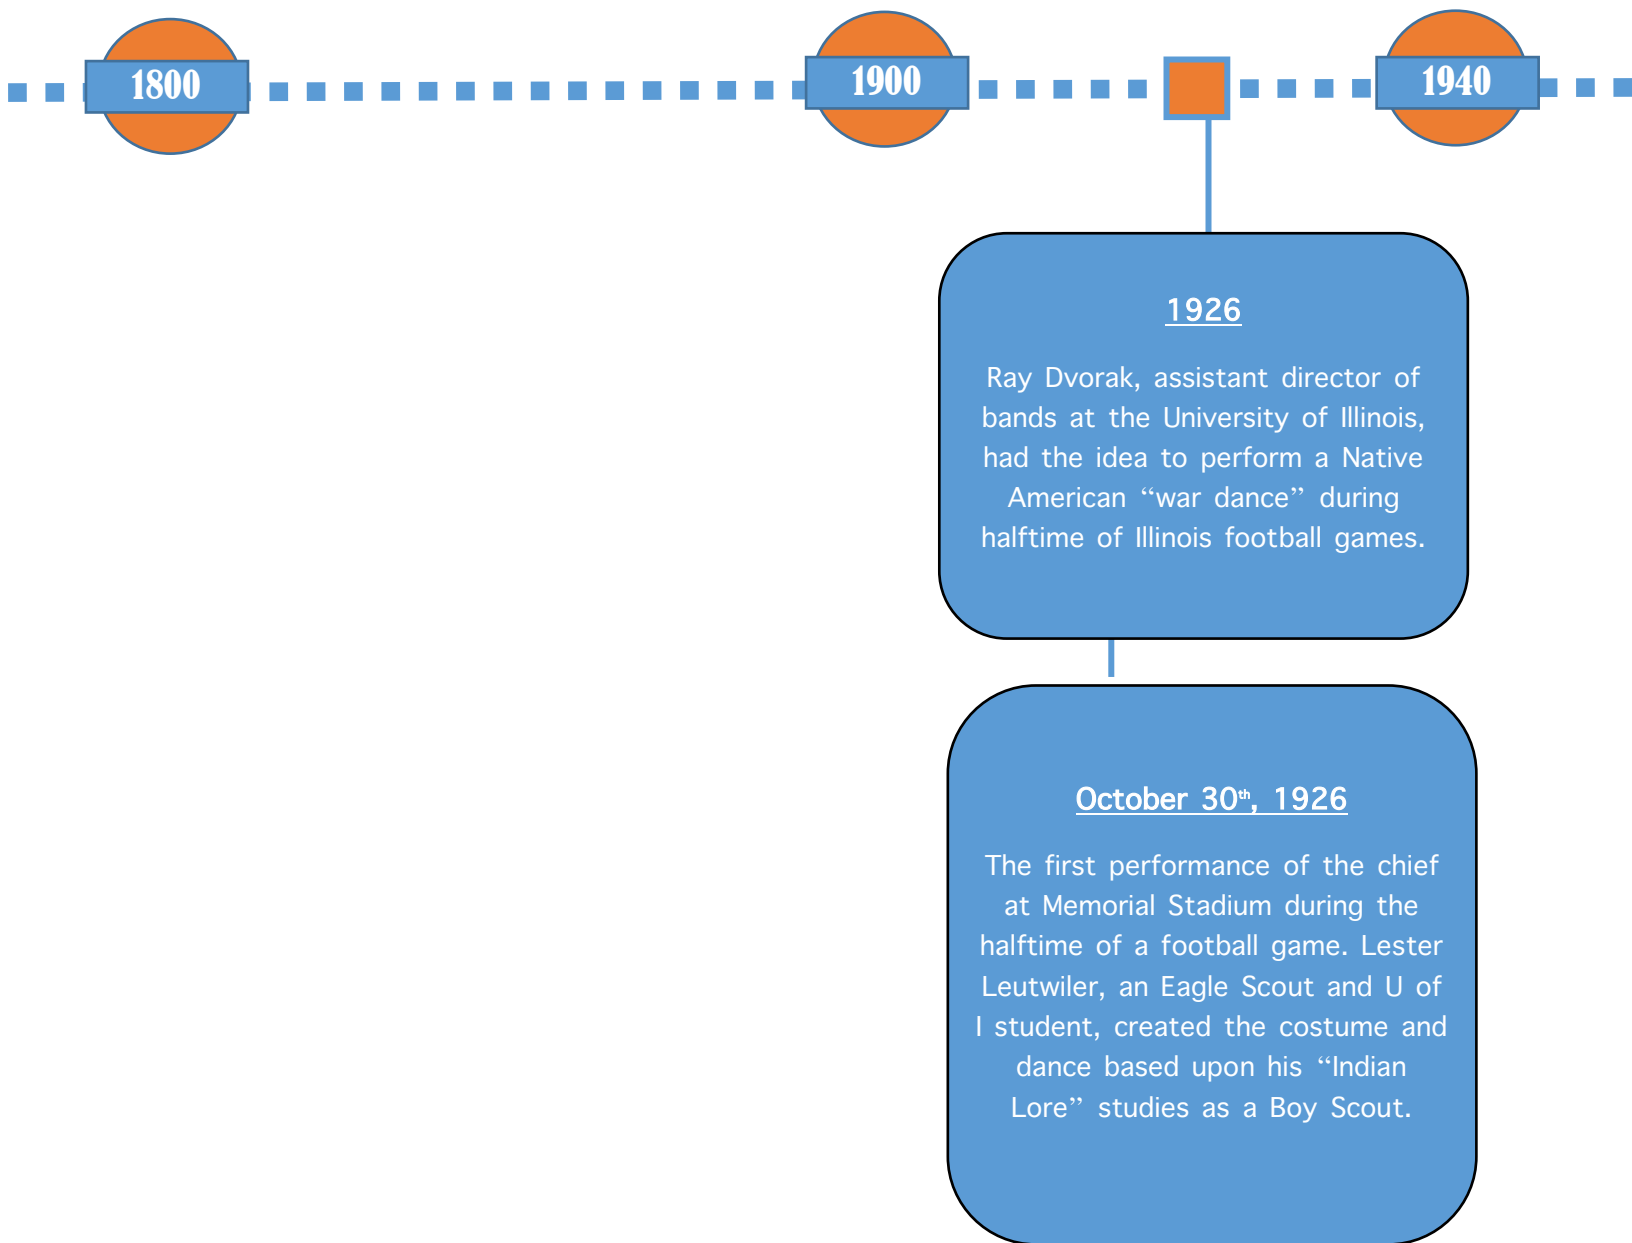 1800
1900
1940
1926
Ray Dvorak, assistant director of
bands at the University of Illinois,
had the idea to perform a Native
American “war dance” during
halftime of Illinois football games.
October 30th, 1926
The first performance of the chief
at Memorial Stadium during the
halftime of a football game. Lester
Leutwiler, an Eagle Scout and U of
I student, created the costume and
dance based upon his “Indian
Lore” studies as a Boy Scout.